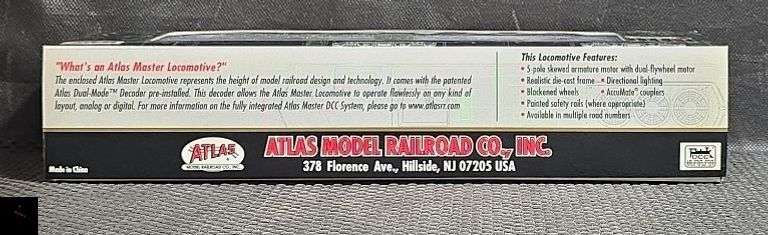 "What's an Atlas Master Locomotive?"
The enclosed Atlas Master Locomotive represents the height of model railroad design and technology. It comes with the patented
Atlas Dual-Mode™ Decoder pre-installed. This decoder allows the Atlas Master Locomotive to operate flawlessly on any kind of
layout, analog or digital. For more information on the fully integrated Atlas Master DCC System, please go to www.atlasrr.com
This Locomotive Features:
• 5 pole skewed armature motor with dual-flywheel motor
• Realistic die-cast frame • Directional lighting
• Blackened wheels • AccuMate™ couplers
• Painted safety rails (where appropriate)
• Available in multiple road numbers
Made in China
ATLAS
MODEL RAILROAD CO., INC.
ATLAS MODEL RAILROAD CO., INC.
378 Florence Ave., Hillside, NJ 07205 USA
DCC